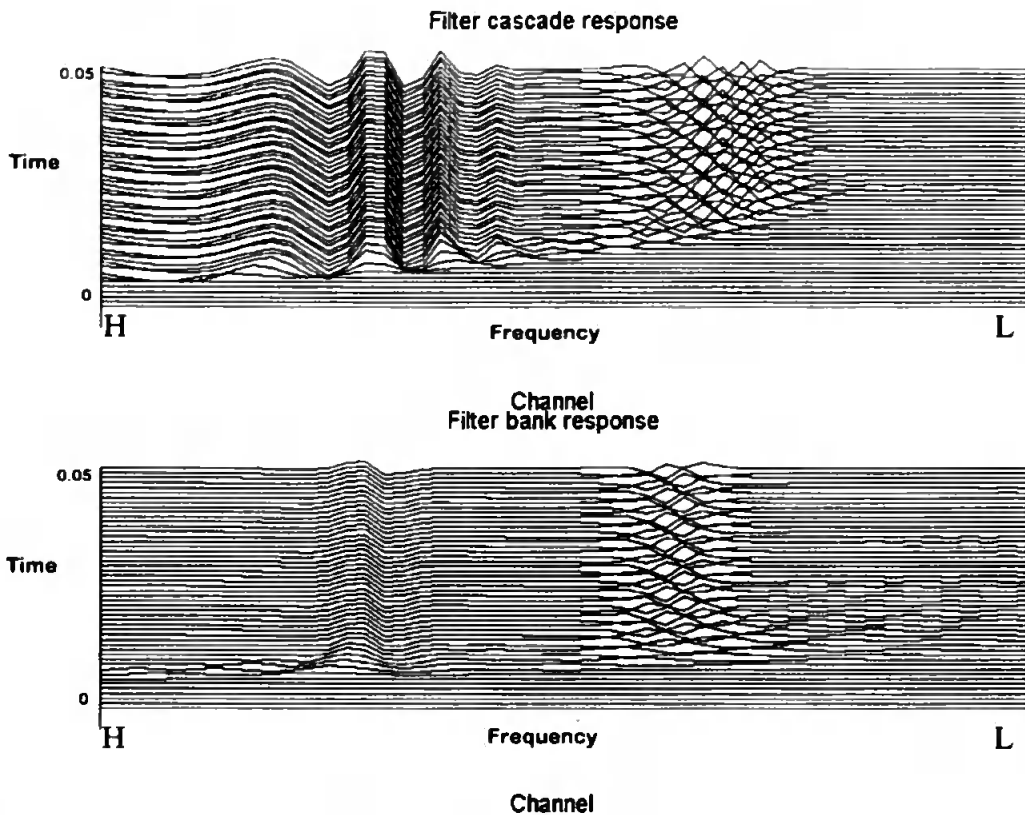 Filter cascade response
0.05
Time
0
H
Frequency
L
Channel
Filter bank response
0.05
Time
0
H
Frequency
L
Channel